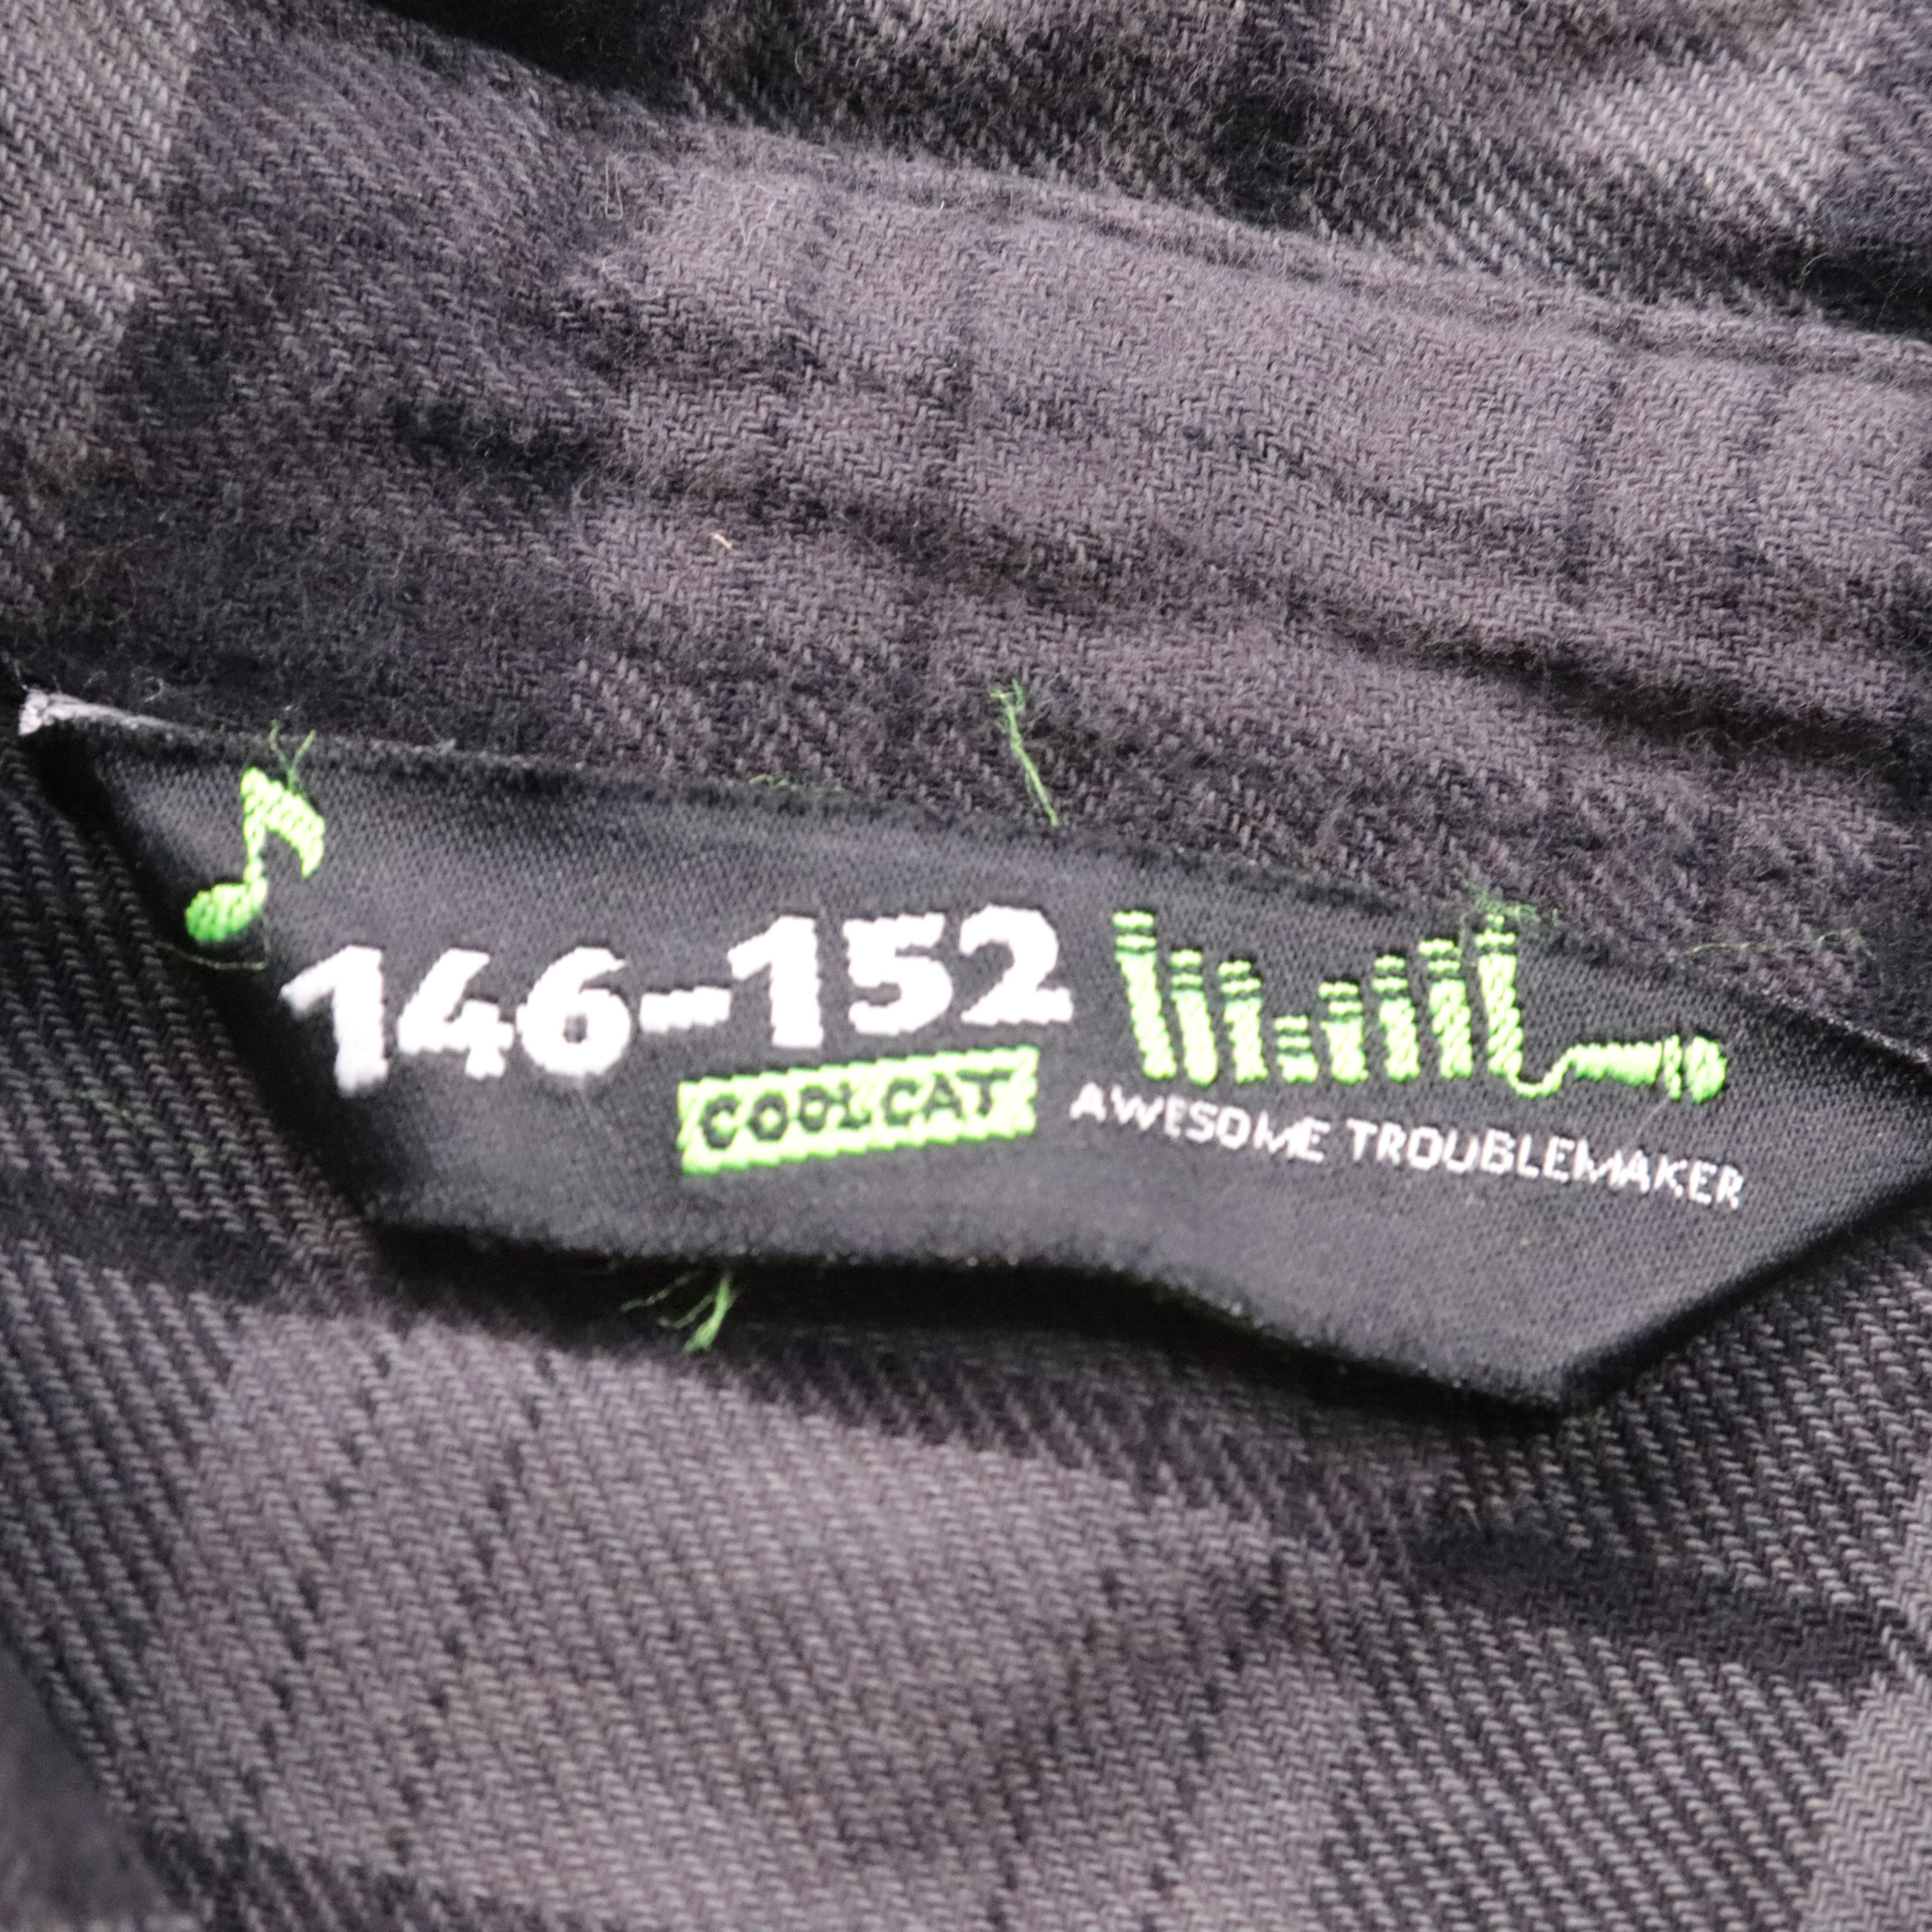 146-152
COOLCAT
AWESOME TROUBLEMAKER